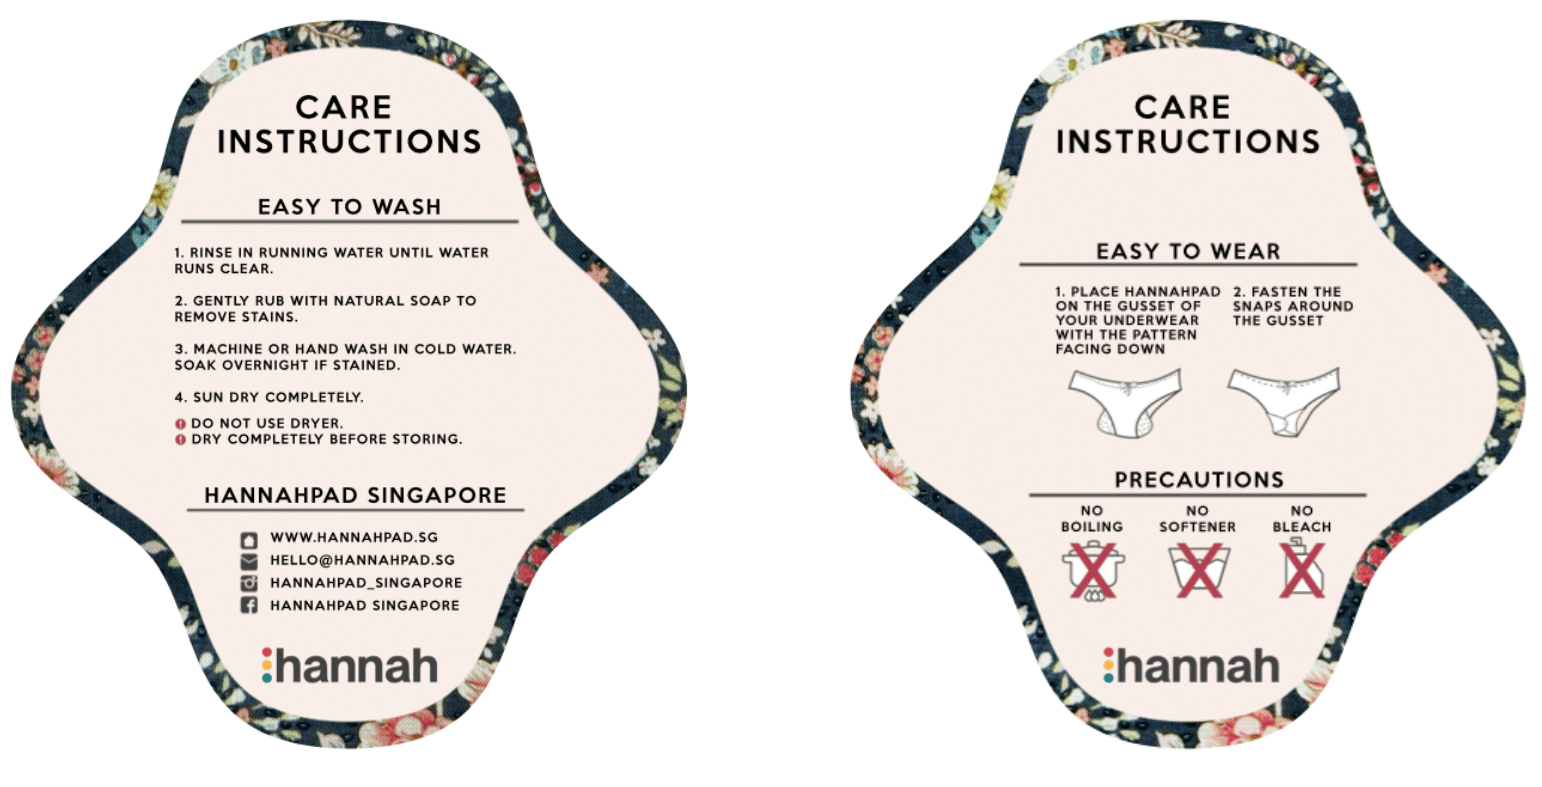 CARE
INSTRUCTIONS
EASY TO WASH
1. RINSE IN RUNNING WATER UNTIL WATER
RUNS CLEAR.
2. GENTLY RUB WITH NATURAL SOAP TO
REMOVE STAINS.
3. MACHINE OR HAND WASH IN COLD WATER.
SOAK OVERNIGHT IF STAINED.
4. SUN DRY COMPLETELY.
DO NOT USE DRYER.
DRY COMPLETELY BEFORE STORING.
HANNAHPAD SINGAPORE
WWW.HANNAHPAD.SG
HELLO@HANNAHPAD.SG
HANNAHPAD_SINGAPORE
HANNAHPAD SINGAPORE
hannah
CARE
INSTRUCTIONS
EASY TO WEAR
1. PLACE HANNAHPAD
ON THE GUSSET OF
YOUR UNDERWEAR
WITH THE PATTERN
FACING DOWN
2. FASTEN THE
SNAPS AROUND
THE GUSSET
PRECAUTIONS
NO
BOILING
NO
SOFTENER
NO
BLEACH
hannah